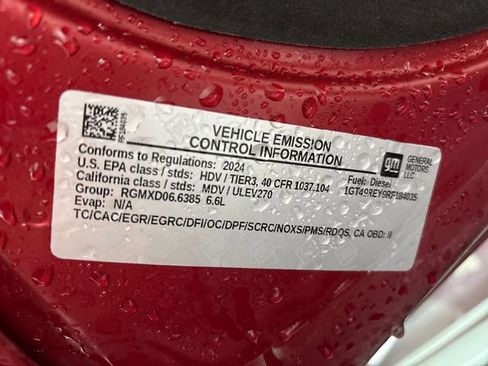 RF184035
VEHICLE EMISSION
CONTROL INFORMATION
gm GENERAL
MOTORS
LLC
Conforms to Regulations: 2024
Fuel: Diesel
U.S. EPA class / stds: HDV / TIER3, 40 CFR 1037.104
1GT49REY9RF184035
California class / stds: MDV / ULEV270
Group: RGMXD06.6385 6.6L
Evap: N/A
TC/CAC/EGR/EGRC/DFI/OC/DPF/SCRC/NOXS/PMS/RDQS, CA OBD: II